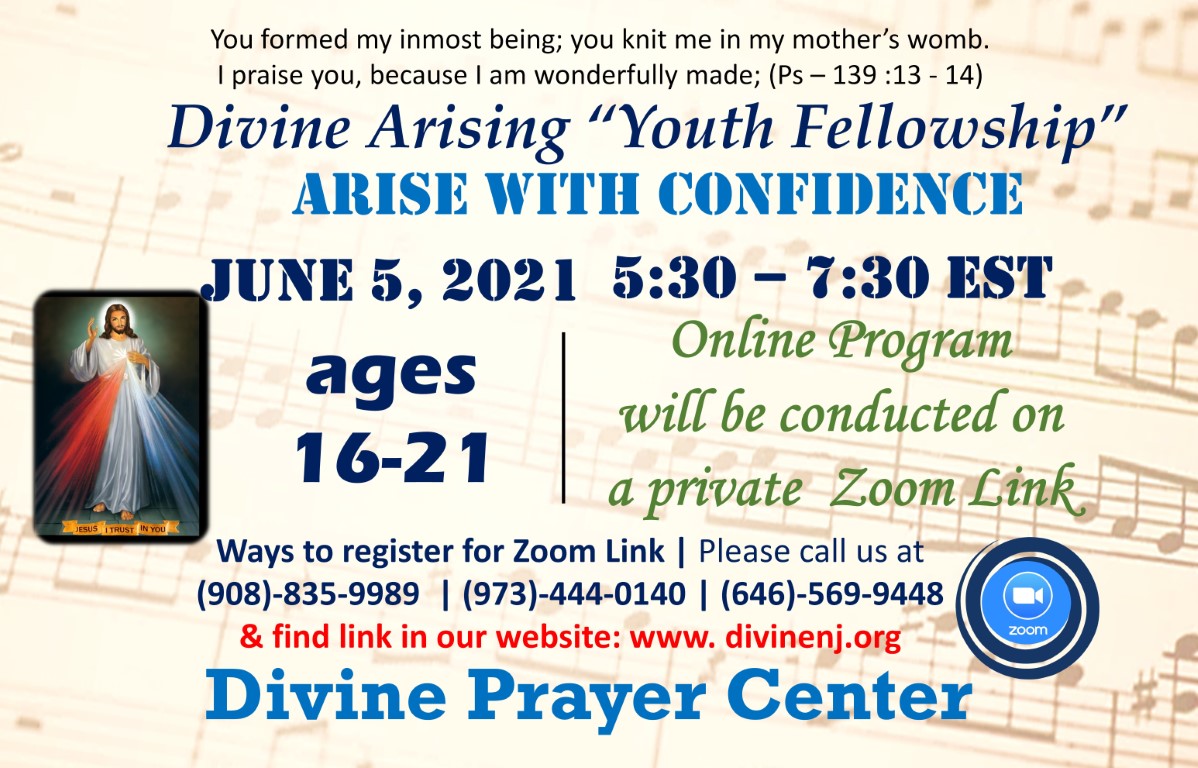 You formed my inmost being; you knit me in my mother’s womb.
I praise you, because I am wonderfully made; (Ps – 139 :13 - 14)
Divine Arising “Youth Fellowship”
ARISE WITH CONFIDENCE
JUNE 5, 2021 5:30 – 7:30 EST
ages
16-21
Online Program
will be conducted on
a private Zoom Link
JESUS I TRUST IN YOU
Ways to register for Zoom Link | Please call us at
(908)-835-9989 | (973)-444-0140 | (646)-569-9448
zoom
& find link in our website: www. divinenj.org
Divine Prayer Center